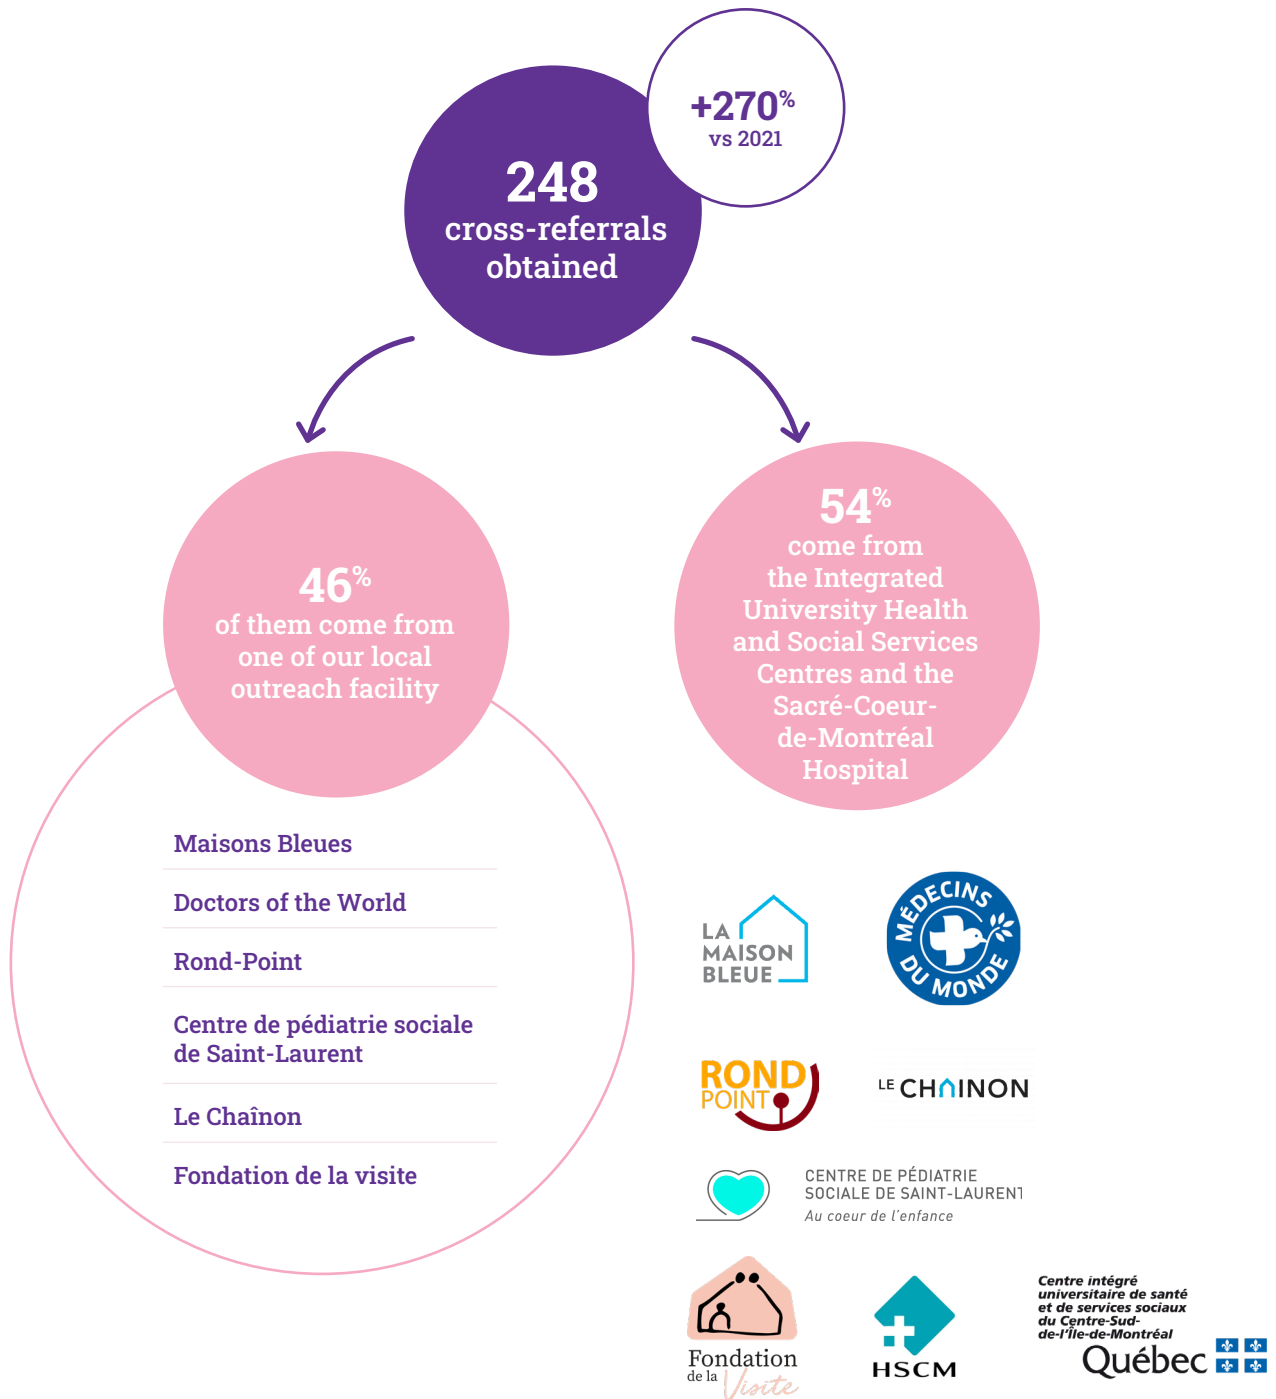 +270%
vs 2021
248
cross-referrals
obtained
46%
of them come from
one of our local
outreach facility
54%
come from
the Integrated
University Health
and Social Services
Centres and the
Sacré-Coeur-
de-Montréal
Hospital
Maisons Bleues
Doctors of the World
Rond-Point
Centre de pédiatrie sociale
de Saint-Laurent
Le Chaînon
Fondation de la visite
LA
MAISON
BLEUE
MÉDECINS
DU MONDE
ROND
POINT
LE CHAINON
CENTRE DE PÉDIATRIE
SOCIALE DE SAINT-LAURENT
Au coeur de l'enfance
Fondation
de la Visite
HSCM
Centre intégré
universitaire de santé
et de services sociaux
du Centre-Sud-
de-l'Île-de-Montréal
Québec